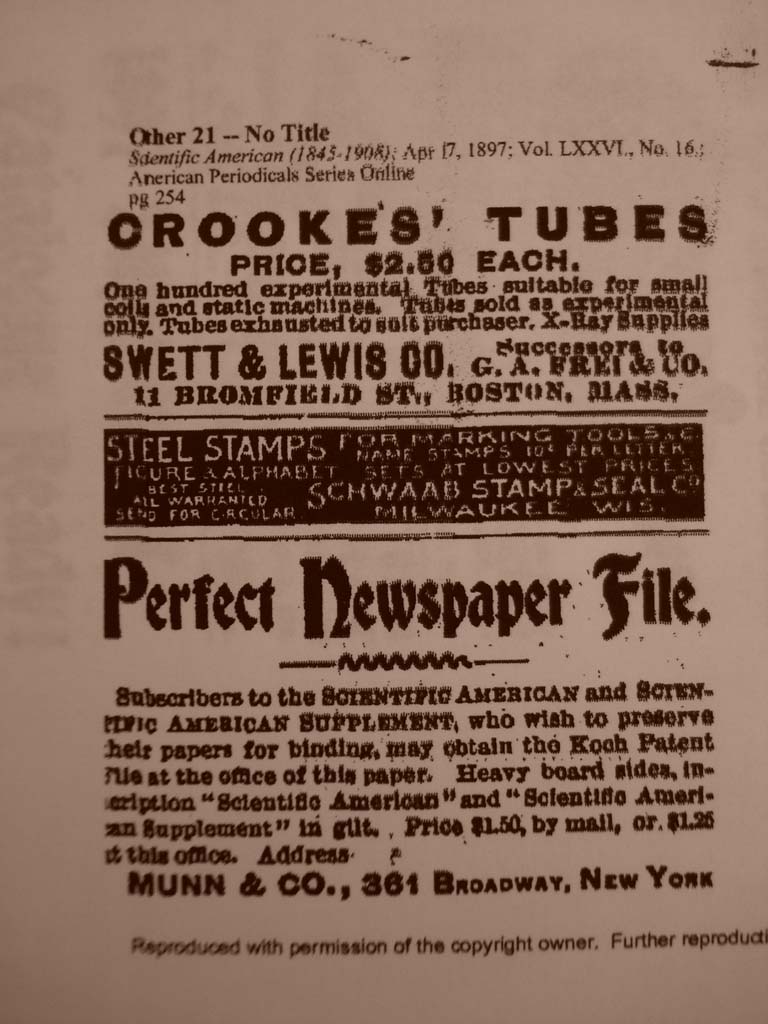 Other 21 -- No Title
Scientific American (1845-1908); Apr 17, 1897; Vol. LXXVI., No. 16.;
American Periodicals Series Online
pg 254
CROOKES' TUBES
PRICE, $2.50 EACH.
One hundred experimental Tubes suitable for small
coils and static machines. Tubes sold as experimental
only. Tubes exhausted to suit purchaser. X-Ray Supplies
SWETT & LEWIS CO. Successors to G. A. FREI & CO.
11 BROMFIELD ST., BOSTON, MASS.
STEEL STAMPS FOR MARKING TOOLS &C
NAME STAMPS 10¢ PER LETTER
FIGURE & ALPHABET SETS AT LOWEST PRICES
BEST STEEL
ALL WARRANTED SCHWAAB STAMP & SEAL CO
SEND FOR CIRCULAR MILWAUKEE WIS.
Perfect Newspaper File.
Subscribers to the SCIENTIFIC AMERICAN and SCIEN-
TIFIC AMERICAN SUPPLEMENT, who wish to preserve
their papers for binding, may obtain the Koch Patent
File at the office of this paper. Heavy board sides, in-
scription "Scientific American" and "Scientific Ameri-
an Supplement" in gilt. Price $1.50, by mail, or $1.25
at this office. Address
MUNN & CO., 361 BROADWAY, NEW YORK
Reproduced with permission of the copyright owner. Further reproducti